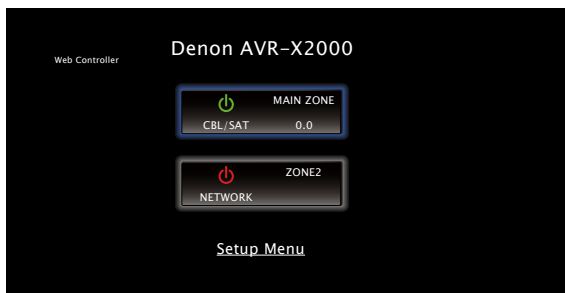 Denon AVR-X2000
Web Controller
MAIN ZONE
CBL/SAT 0.0
ZONE2
NETWORK
Setup Menu